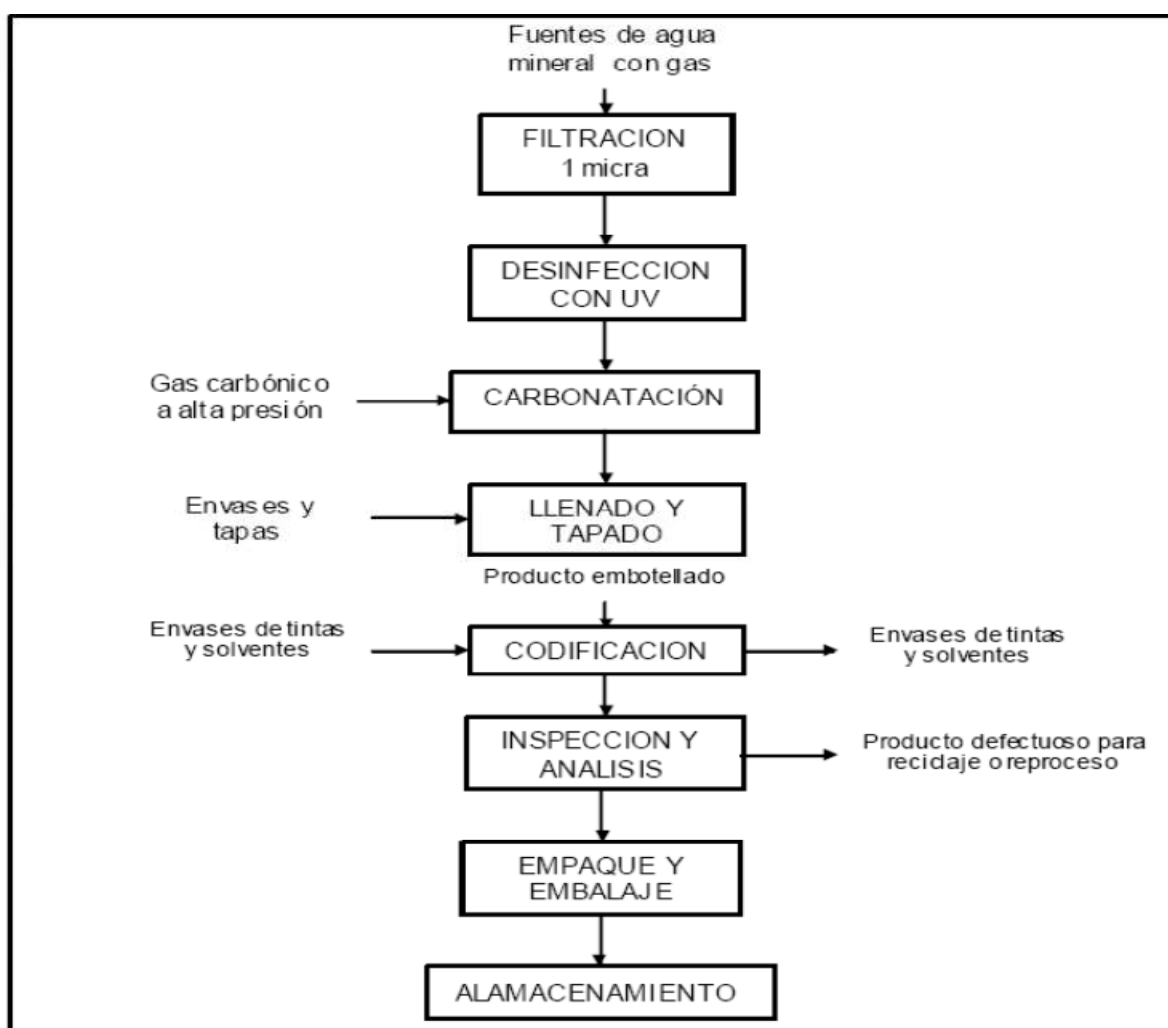 Fuentes de agua
mineral con gas
FILTRACION
1 micra
DESINFECCION
CON UV
Gas carbónico
a alta presión
CARBONATACIÓN
Envases y
tapas
LLENADO Y
TAPADO
Producto embotellado
Envases de tintas
y solventes
CODIFICACION
Envases de tintas
y solventes
INSPECCION Y
ANALISIS
Producto defectuoso para
reciclaje o reproceso
EMPAQUE Y
EMBALAJE
ALAMACENAMIENTO